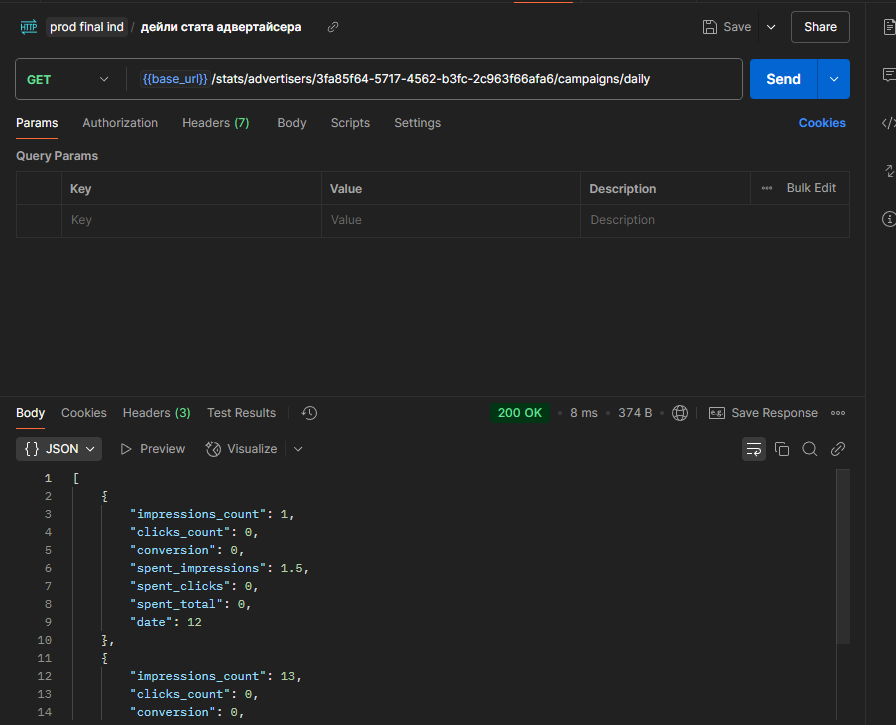 HTTP prod final ind / дейли стата адвертайсера Save Share
GET {{base_url}} /stats/advertisers/3fa85f64-5717-4562-b3fc-2c963f66afa6/campaigns/daily Send
Params Authorization Headers (7) Body Scripts Settings Cookies
Query Params
Key Value Description Bulk Edit
Key Value Description
Body Cookies Headers (3) Test Results 200 OK • 8 ms • 374 B e.g. Save Response
{} JSON Preview Visualize
1 [
2 {
3 "impressions_count": 1,
4 "clicks_count": 0,
5 "conversion": 0,
6 "spent_impressions": 1.5,
7 "spent_clicks": 0,
8 "spent_total": 0,
9 "date": 12
10 },
11 {
12 "impressions_count": 13,
13 "clicks_count": 0,
14 "conversion": 0,